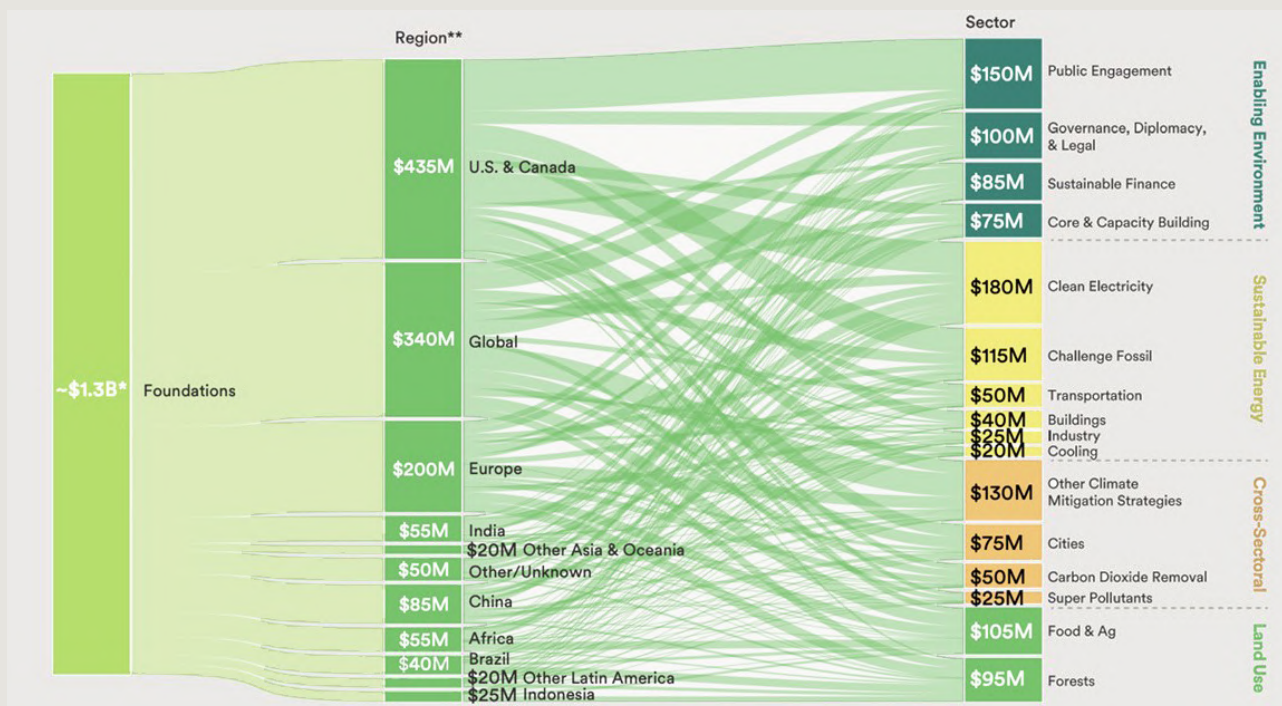 Region**
Sector
~$1.3B* Foundations
$435M U.S. & Canada
$340M Global
$200M Europe
$55M India
$20M Other Asia & Oceania
$50M Other/Unknown
$85M China
$55M Africa
$40M Brazil
$20M Other Latin America
$25M Indonesia
$150M Public Engagement
$100M Governance, Diplomacy,
& Legal
$85M Sustainable Finance
$75M Core & Capacity Building
Enabling Environment
$180M Clean Electricity
$115M Challenge Fossil
$50M Transportation
$40M Buildings
$25M Industry
$20M Cooling
Sustainable Energy
$130M Other Climate
Mitigation Strategies
$75M Cities
$50M Carbon Dioxide Removal
$25M Super Pollutants
Cross-Sectoral
$105M Food & Ag
$95M Forests
Land Use